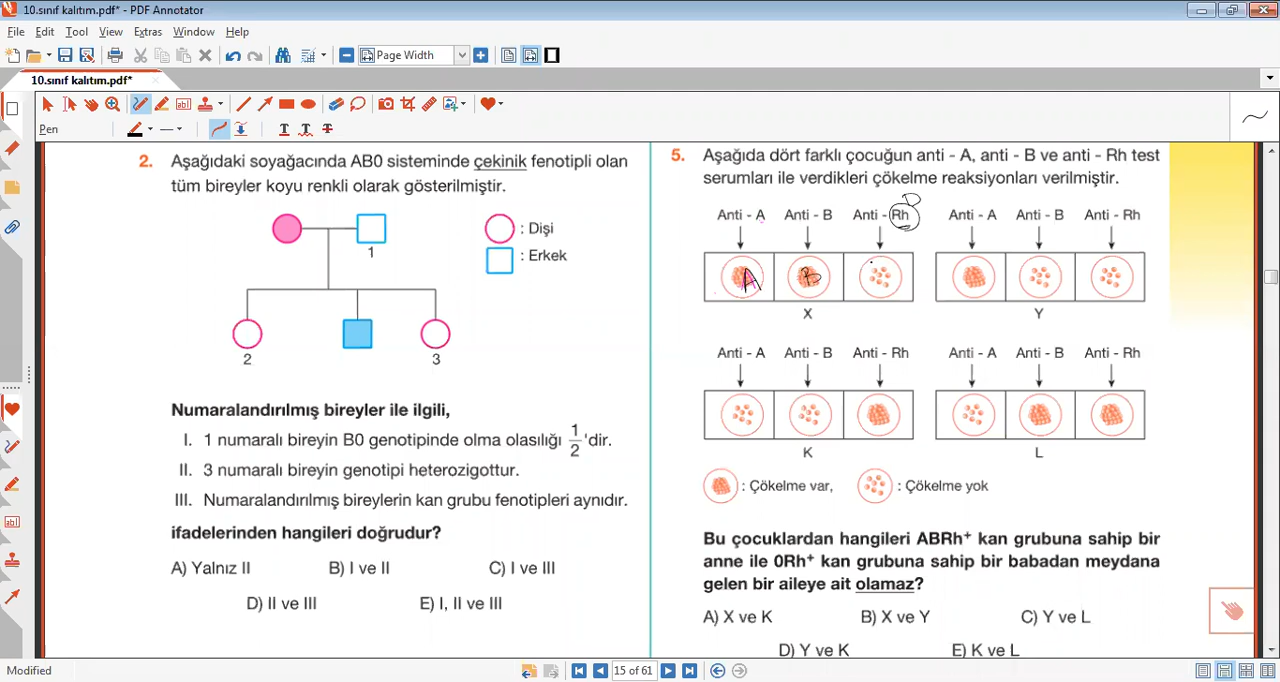 10.sınıf kalıtım.pdf* - PDF Annotator
File Edit Tool View Extras Window Help
Page Width
10.sınıf kalıtım.pdf*
Pen
2. Aşağıdaki soyağacında AB0 sisteminde çekinik fenotipli olan
tüm bireyler koyu renkli olarak gösterilmiştir.
: Dişi
: Erkek
1
2
3
Numaralandırılmış bireyler ile ilgili,
I. 1 numaralı bireyin B0 genotipinde olma olasılığı 1/2'dir.
II. 3 numaralı bireyin genotipi heterozigottur.
III. Numaralandırılmış bireylerin kan grubu fenotipleri aynıdır.
ifadelerinden hangileri doğrudur?
A) Yalnız II B) I ve II C) I ve III
D) II ve III E) I, II ve III
5. Aşağıda dört farklı çocuğun anti - A, anti - B ve anti - Rh test
serumları ile verdikleri çökelme reaksiyonları verilmiştir.
D
Anti - A Anti - B Anti - Rh Anti - A Anti - B Anti - Rh
A B
X Y
Anti - A Anti - B Anti - Rh Anti - A Anti - B Anti - Rh
K L
: Çökelme var, : Çökelme yok
Bu çocuklardan hangileri ABRh+ kan grubuna sahip bir
anne ile 0Rh+ kan grubuna sahip bir babadan meydana
gelen bir aileye ait olamaz?
A) X ve K B) X ve Y C) Y ve L
D) Y ve K E) K ve L
Modified 15 of 61